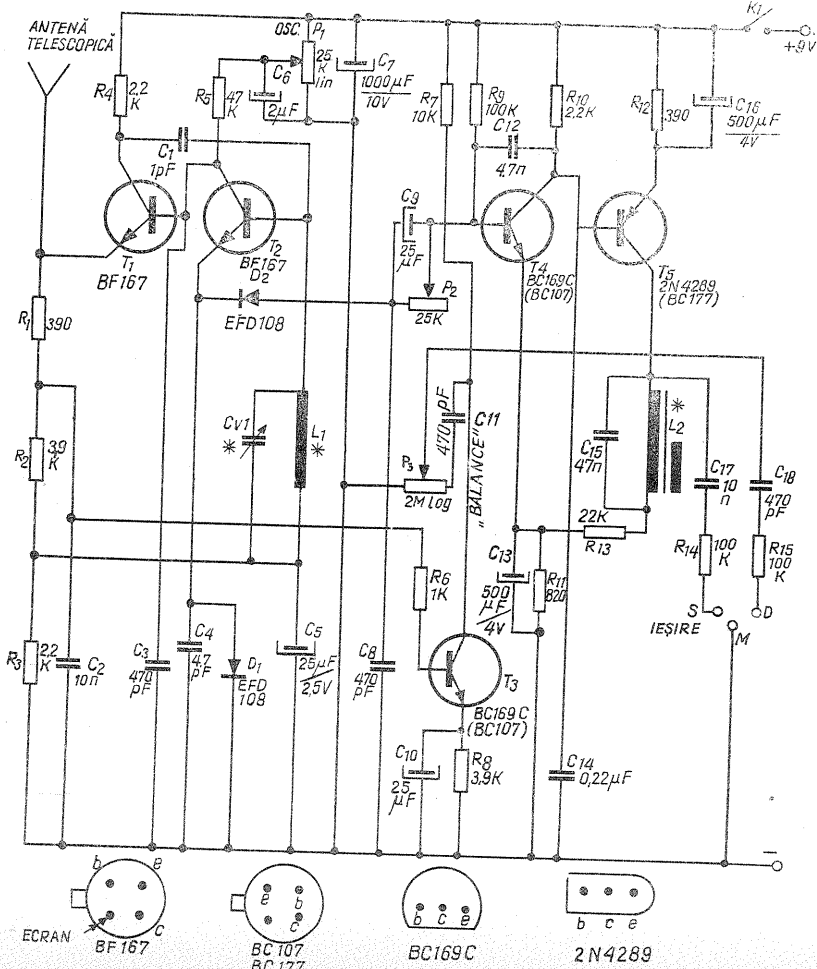 ANTENĂ
TELESCOPICĂ
R4
2,2
K
C1
1pF
T1
BF167
R1
390
R2
3,9
K
R3
2,2
K
C2
10n
OSC.
P1
25
K
lin
C6
2µF
R5
47
K
T2
BF167
D2
EFD108
C7
1000µF
10V
R7
10K
R9
100K
C12
4,7n
R10
2,2K
R12
390
C16
500µF
4V
K1
+9V
C9
25
µF
P2
25K
T4
BC169C
(BC107)
T5
2N4289
(BC177)
CV1
*
L1
*
P3
2M log
470
pF
C11
„BALANCE"
C15
47n
*
L2
C17
10
n
C18
470
pF
22K
R13
R14
100
K
R15
100
K
S
D
M
IEȘIRE
R6
1K
C13
500
µF
4V
R11
820
C3
470
pF
C4
4,7
pF
D1
EFD
108
C5
25µF
2,5V
C8
470
pF
T3
BC169C
(BC107)
C10
25
µF
R8
3,9K
C14
0,22µF
–
b
e
c
ECRAN
BF167
e
b
c
BC107
BC177
b c e
BC169C
b c e
2N4289